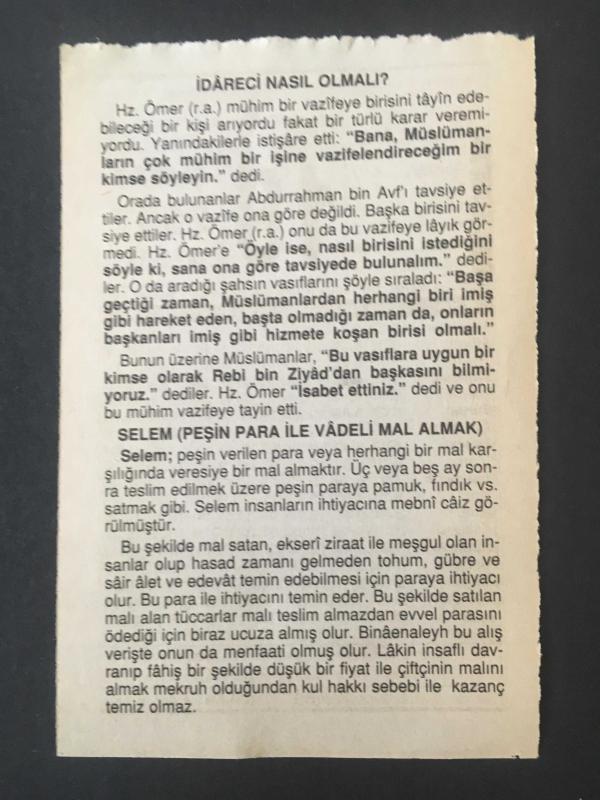 İDÂRECİ NASIL OLMALI?
Hz. Ömer (r.a.) mühim bir vazîfeye birisini tâyîn ede-
bileceği bir kişi arıyordu fakat bir türlü karar veremi-
yordu. Yanındakilerle istişâre etti: “Bana, Müslüman-
ların çok mühim bir işine vazifelendireceğim bir
kimse söyleyin.” dedi.
Orada bulunanlar Abdurrahman bin Avf'ı tavsiye et-
tiler. Ancak o vazîfe ona göre değildi. Başka birisini tav-
siye ettiler. Hz. Ömer (r.a.) onu da bu vazifeye lâyık gör-
medi. Hz. Ömer'e “Öyle ise, nasıl birisini istediğini
söyle ki, sana ona göre tavsiyede bulunalım.” dedi-
ler. O da aradığı şahsın vasıflarını şöyle sıraladı: “Başa
geçtiği zaman, Müslümanlardan herhangi biri imiş
gibi hareket eden, başta olmadığı zaman da, onların
başkanları imiş gibi hizmete koşan birisi olmalı.”
Bunun üzerine Müslümanlar, “Bu vasıflara uygun bir
kimse olarak Rebi bin Ziyâd'dan başkasını bilmi-
yoruz.” dediler. Hz. Ömer “İsabet ettiniz.” dedi ve onu
bu mühim vazifeye tayin etti.
SELEM (PEŞİN PARA İLE VÂDELİ MAL ALMAK)
Selem; peşin verilen para veya herhangi bir mal kar-
şılığında veresiye bir mal almaktır. Üç veya beş ay son-
ra teslim edilmek üzere peşin paraya pamuk, fındık vs.
satmak gibi. Selem insanların ihtiyacına mebnî câiz gö-
rülmüştür.
Bu şekilde mal satan, ekserî ziraat ile meşgul olan in-
sanlar olup hasad zamanı gelmeden tohum, gübre ve
sâir âlet ve edevât temin edebilmesi için paraya ihtiyacı
olur. Bu para ile ihtiyacını temin eder. Bu şekilde satılan
malı alan tüccarlar malı teslim almazdan evvel parasını
ödediği için biraz ucuza almış olur. Binâenaleyh bu alış
verişte onun da menfaati olmuş olur. Lâkin insaflı dav-
ranıp fâhiş bir şekilde düşük bir fiyat ile çiftçinin malını
almak mekruh olduğundan kul hakkı sebebi ile kazanç
temiz olmaz.